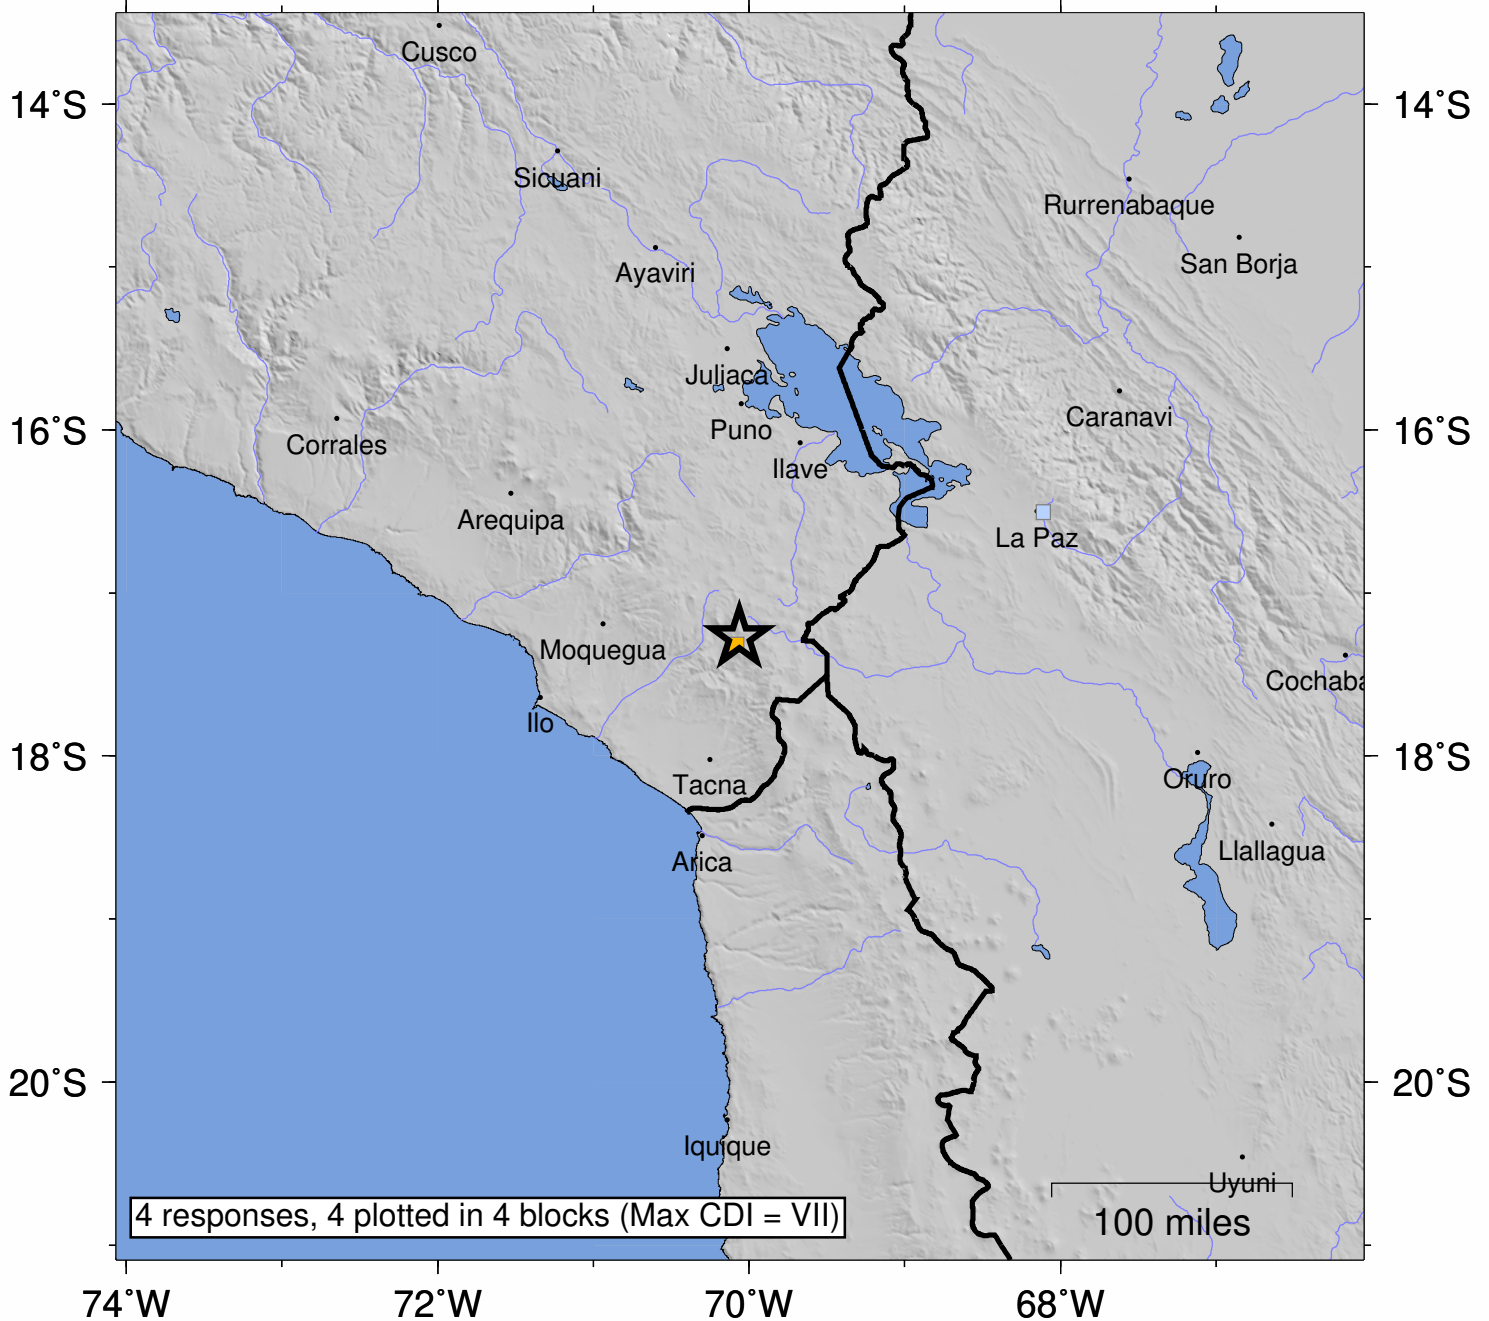 Cusco
14°S
14°S
Sicuani
Rurrenabaque
San Borja
Ayaviri
Juliaca
Caranavi
Puno
16°S
16°S
Corrales
Ilave
Arequipa
La Paz
Moquegua
Cochaba
Ilo
18°S
18°S
Oruro
Tacna
Llallagua
Arica
20°S
20°S
Iquique
Uyuni
4 responses, 4 plotted in 4 blocks (Max CDI = VII)
100 miles
74°W
72°W
70°W
68°W